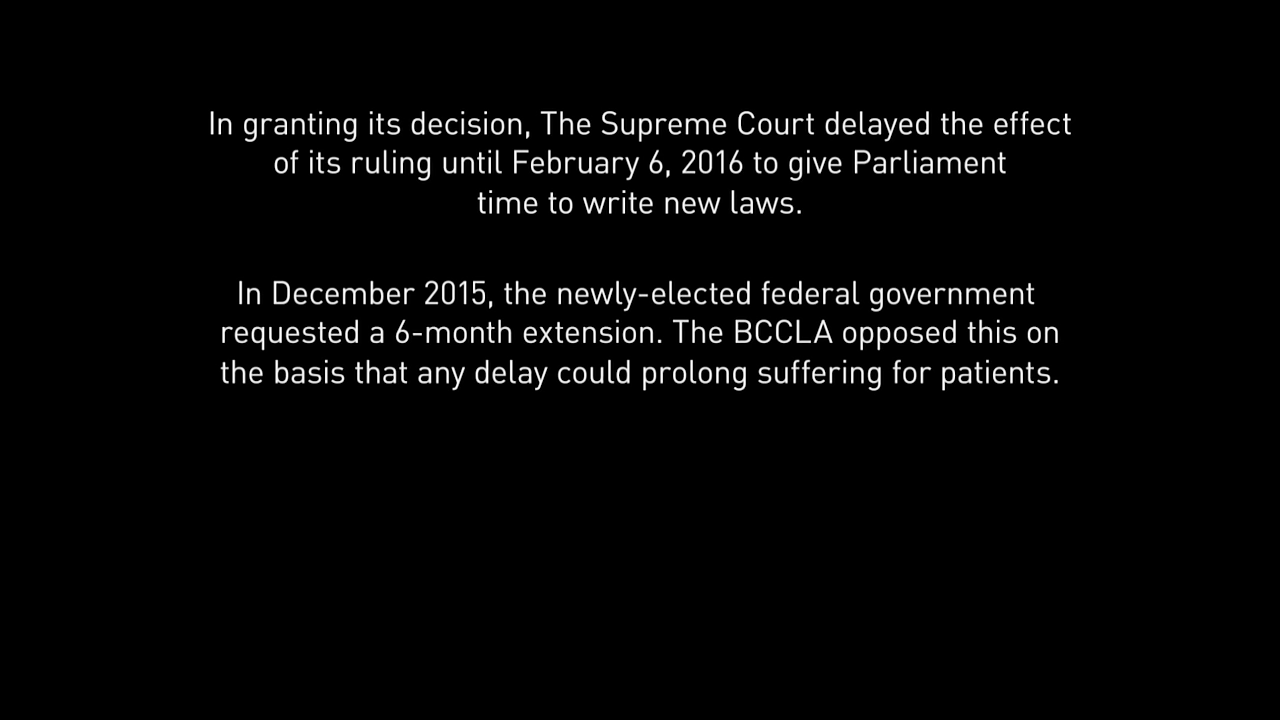 In granting its decision, The Supreme Court delayed the effect
of its ruling until February 6, 2016 to give Parliament
time to write new laws.
In December 2015, the newly-elected federal government
requested a 6-month extension. The BCCLA opposed this on
the basis that any delay could prolong suffering for patients.